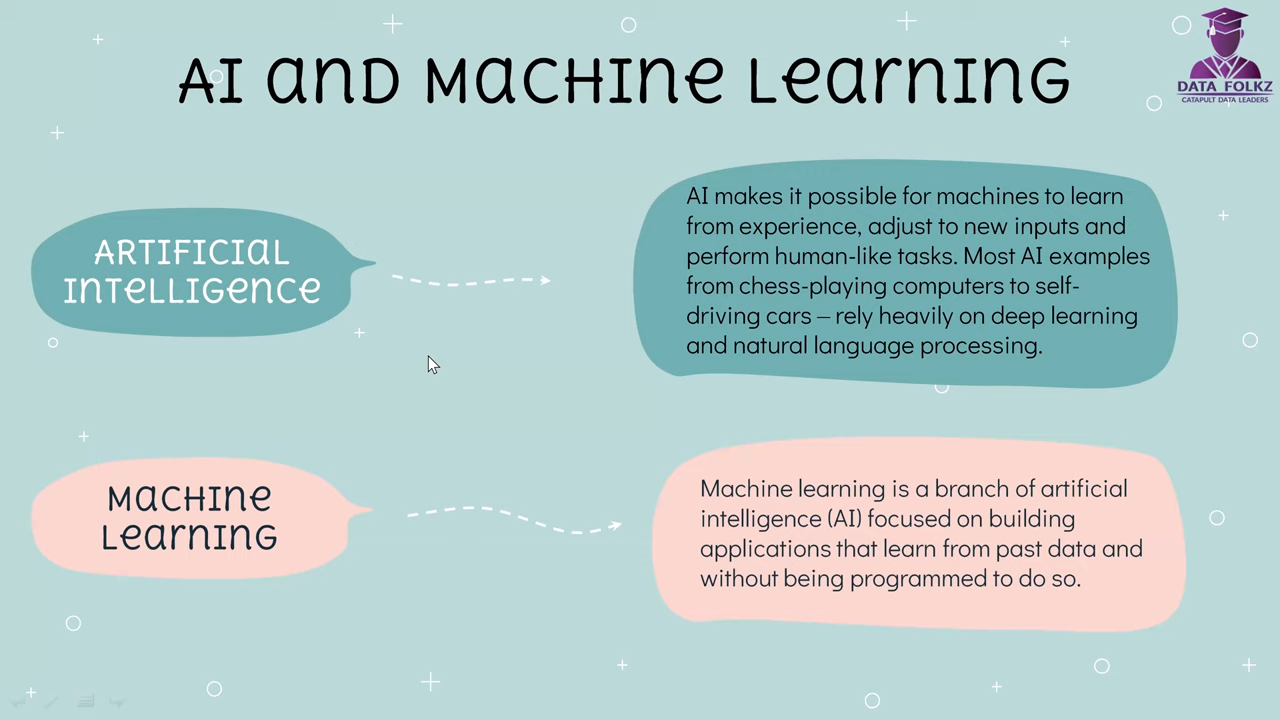 AI and Machine Learning
DATA FOLKZ
CATAPULT DATA LEADERS
Artificial
Intelligence
AI makes it possible for machines to learn
from experience, adjust to new inputs and
perform human-like tasks. Most AI examples
from chess-playing computers to self-
driving cars – rely heavily on deep learning
and natural language processing.
Machine
Learning
Machine learning is a branch of artificial
intelligence (AI) focused on building
applications that learn from past data and
without being programmed to do so.